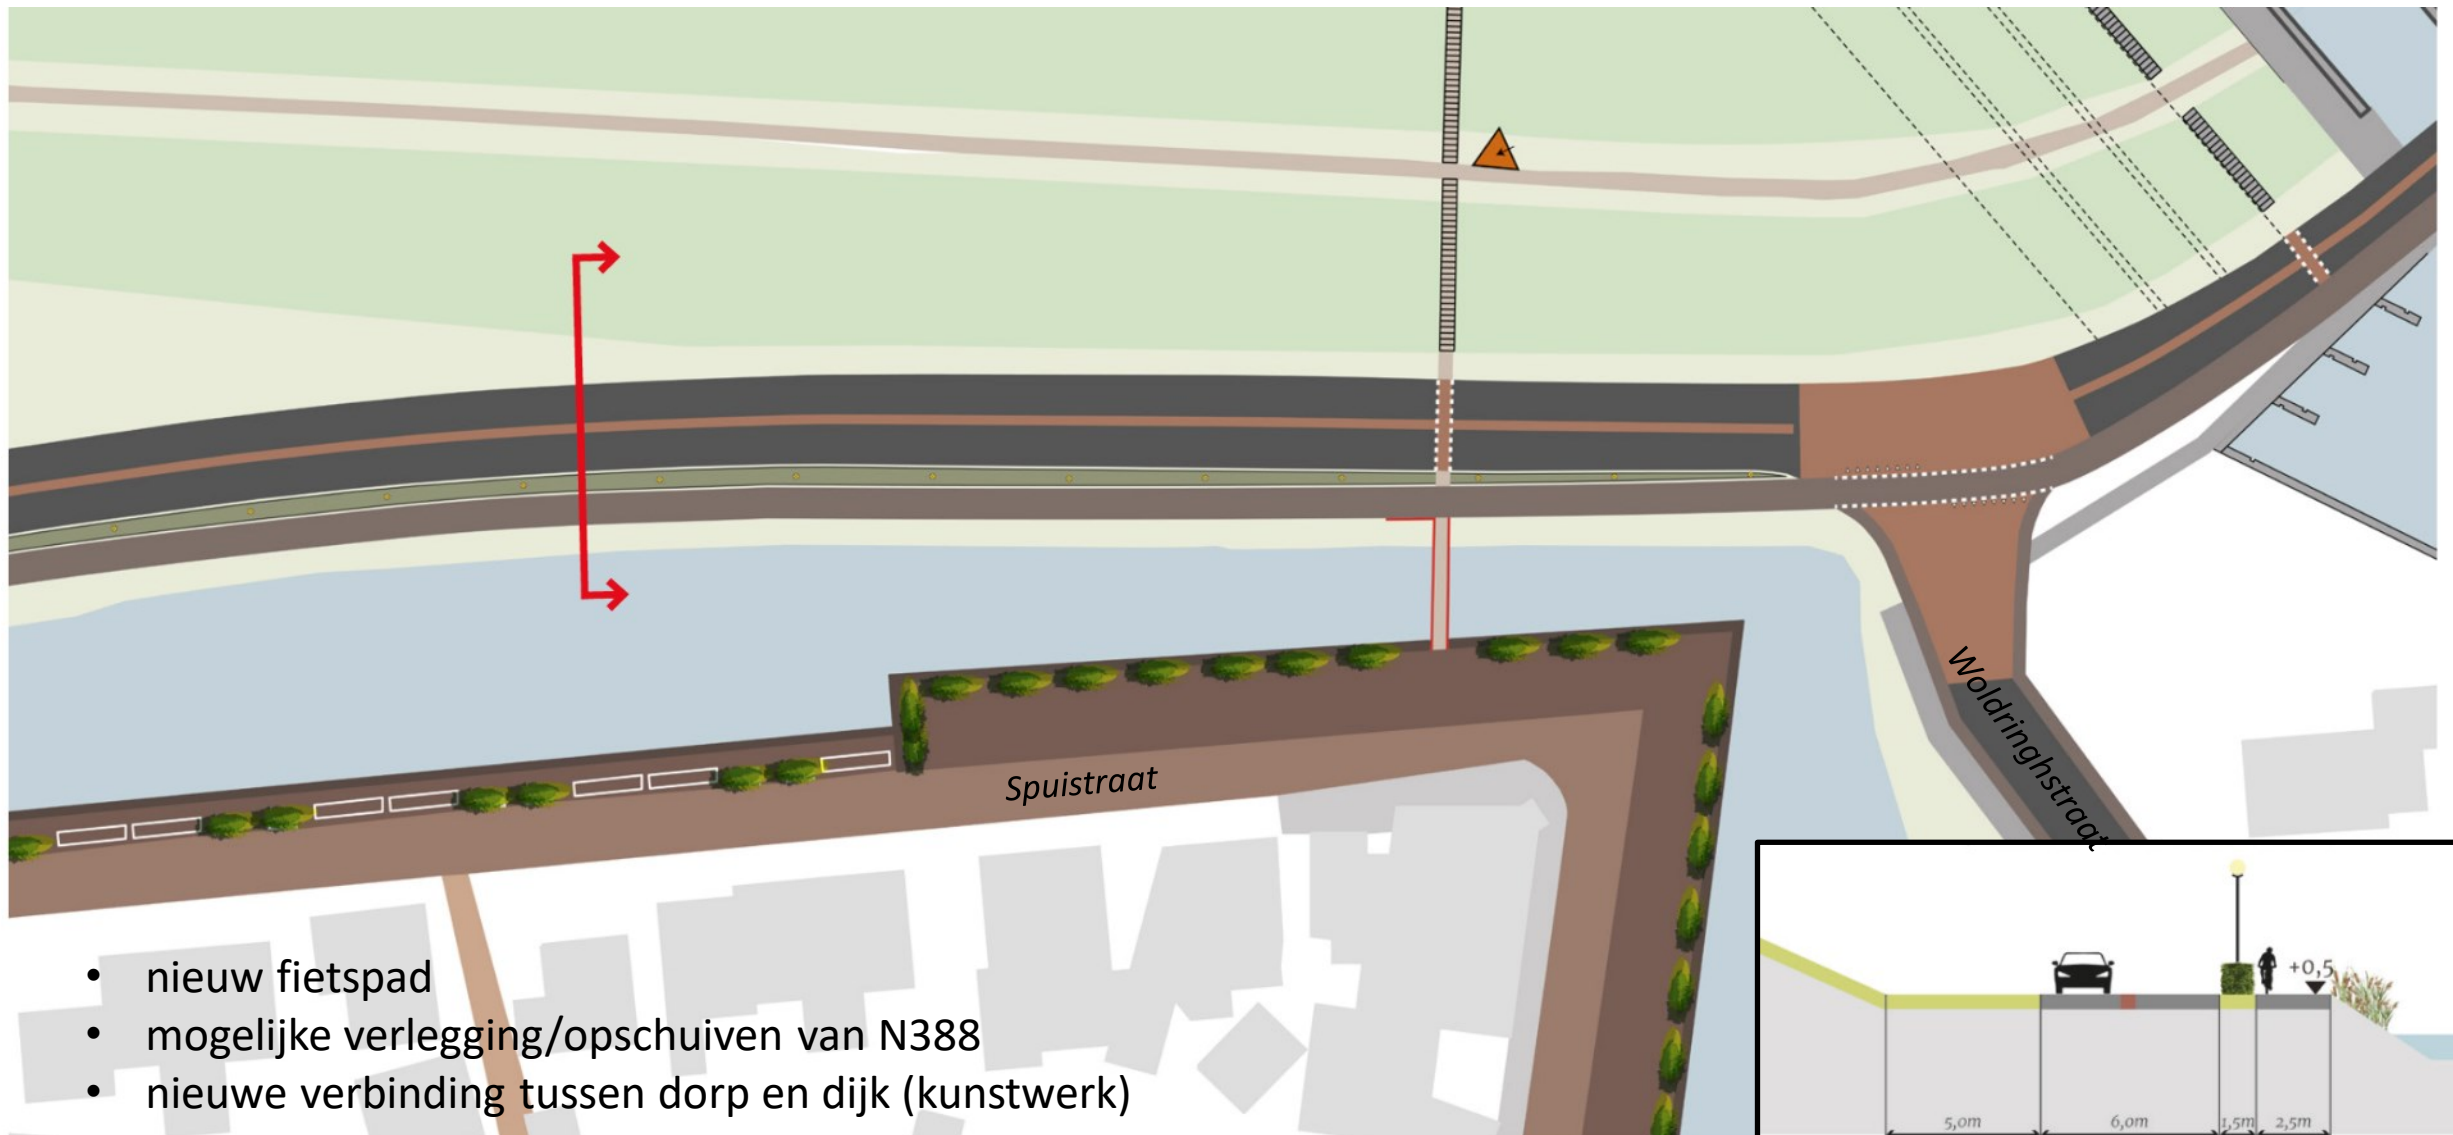 Woldringhstraat
Spuistraat
• nieuw fietspad
• mogelijke verlegging/opschuiven van N388
• nieuwe verbinding tussen dorp en dijk (kunstwerk)
+0,5
5,0m 6,0m 1,5m 2,5m